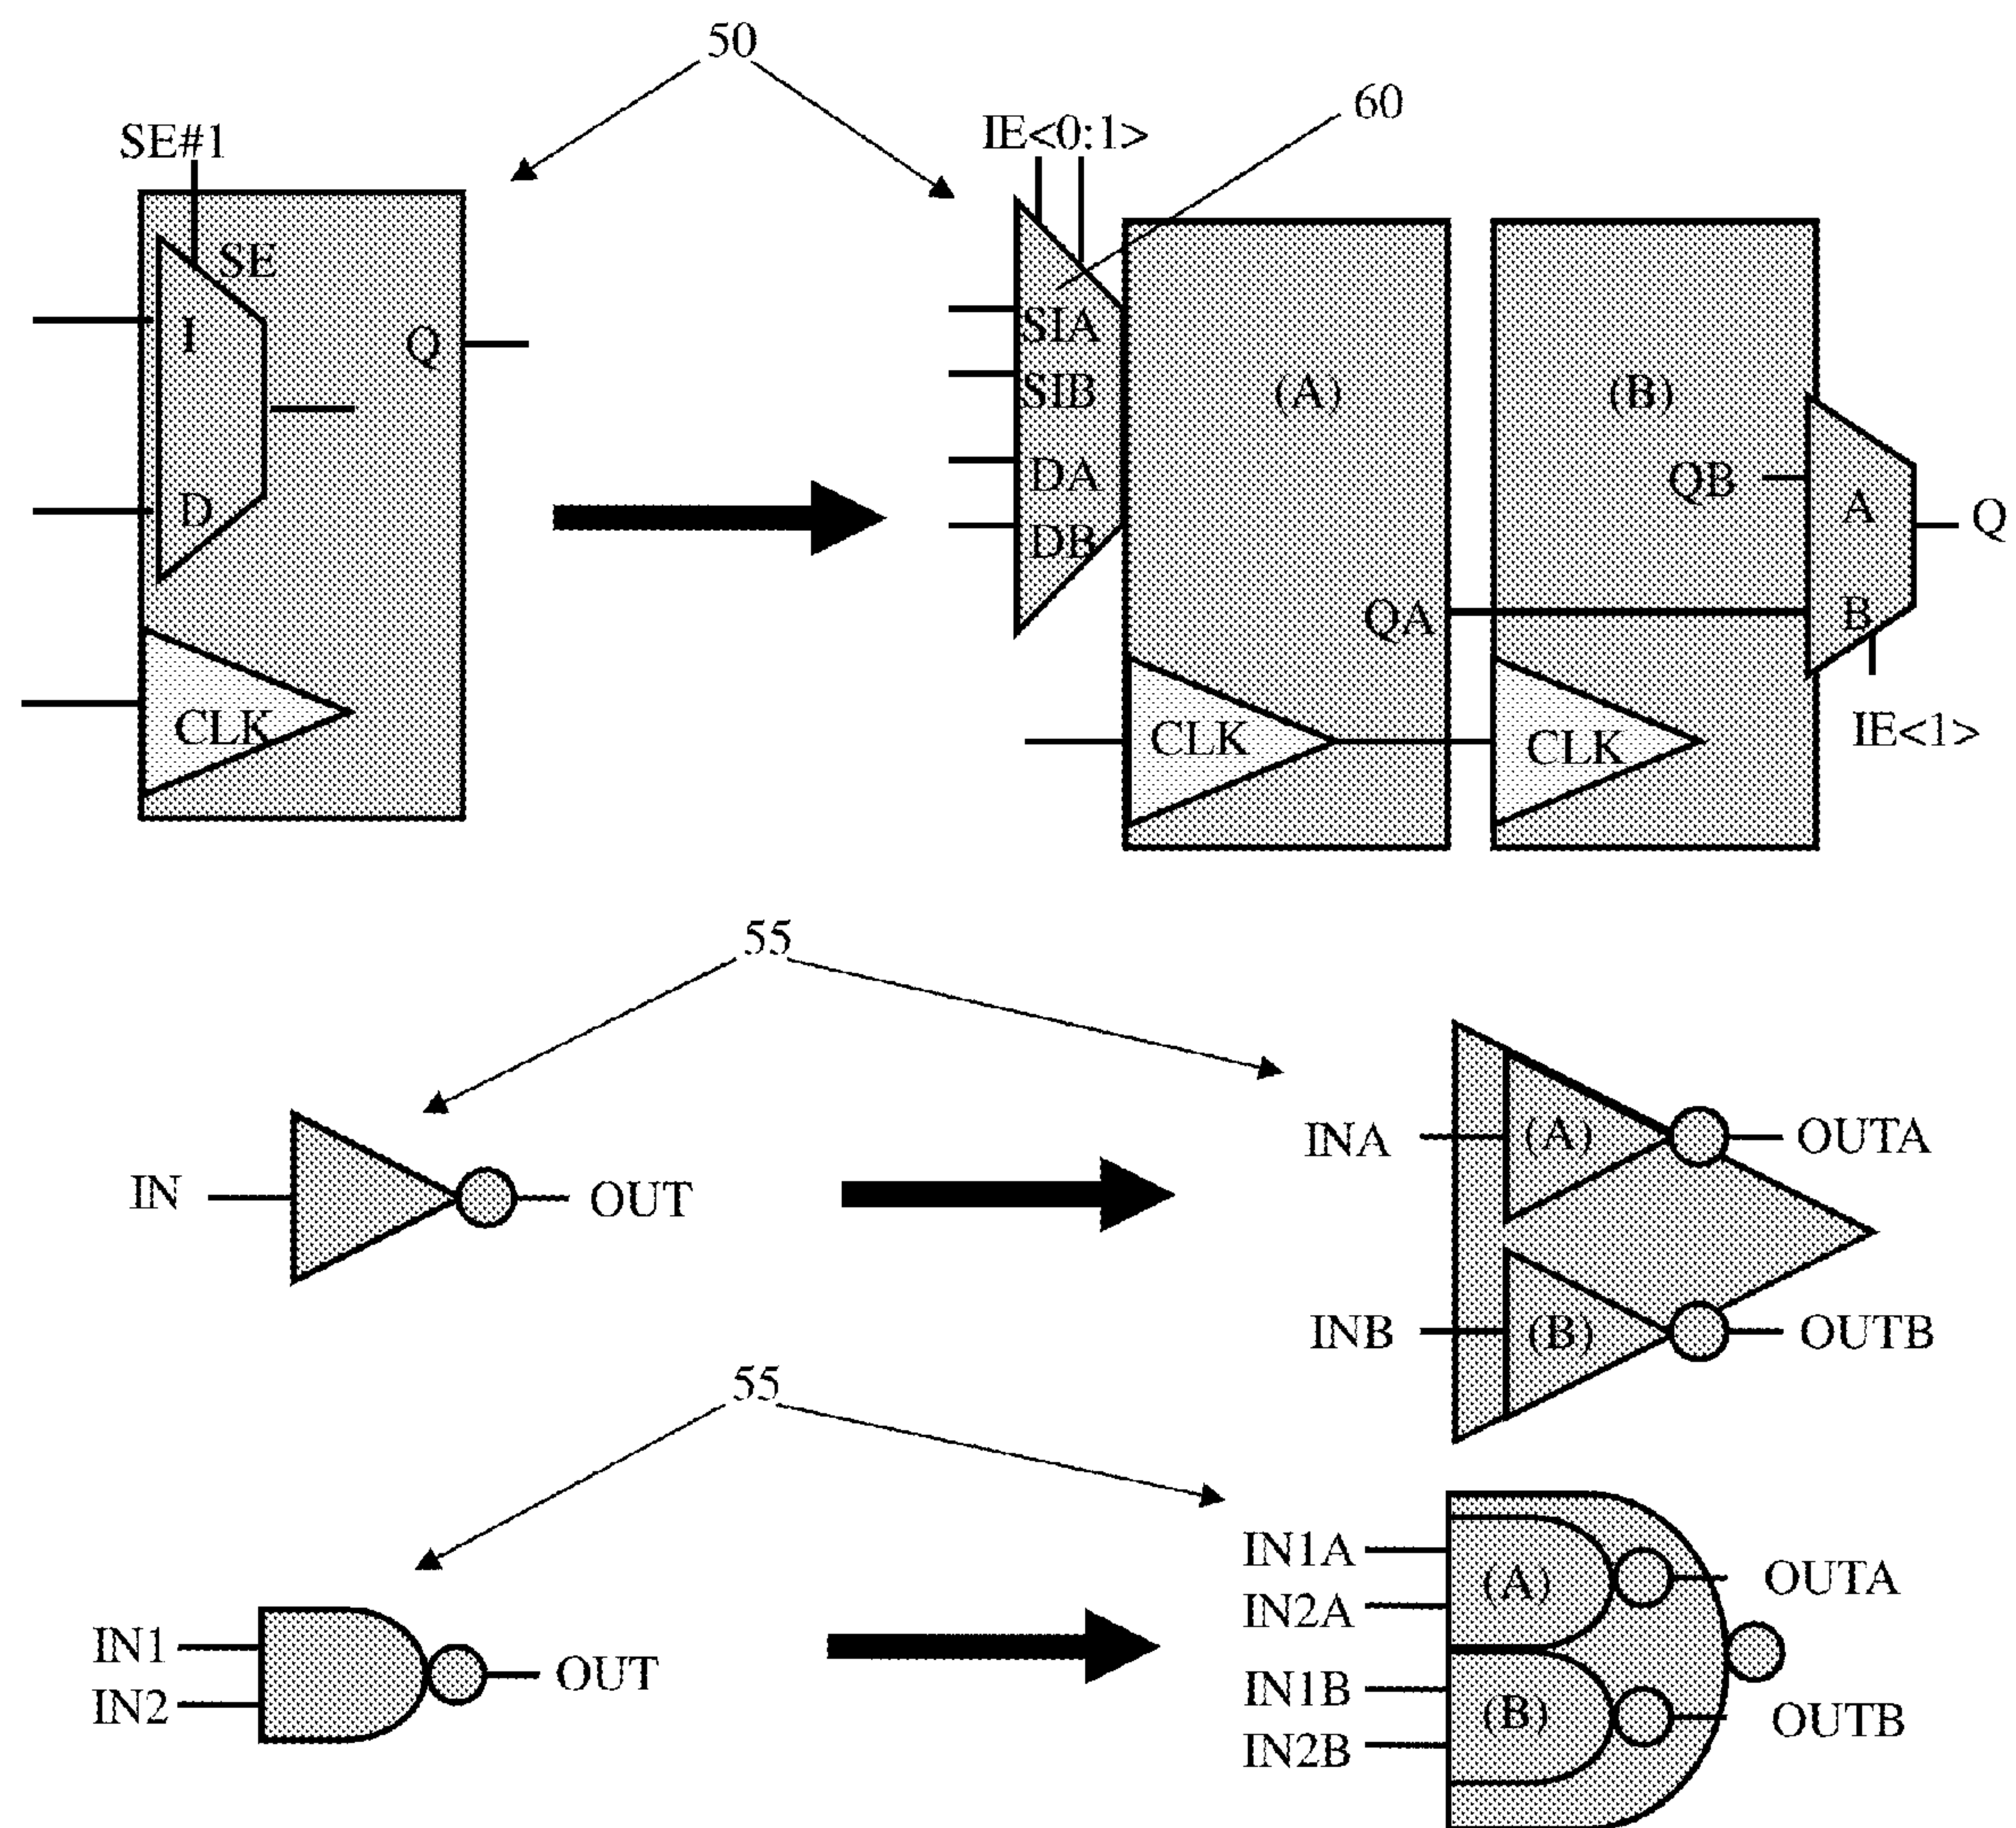 50
60
SE#1
IE<0:1>
SE
I
Q
D
CLK
SIA
SIB
DA
DB
(A)
(B)
QB
A
Q
QA
B
CLK
CLK
IE<1>
55
IN
OUT
INA
(A)
OUTA
INB
(B)
OUTB
55
IN1
IN2
OUT
IN1A
IN2A
(A)
OUTA
IN1B
IN2B
(B)
OUTB